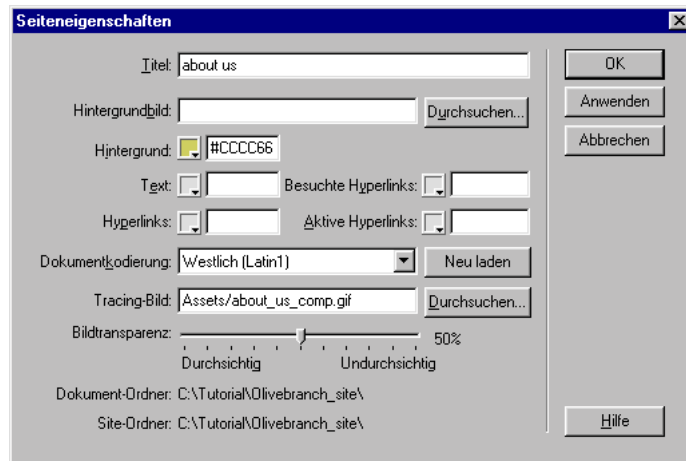 Seiteneigenschaften
Titel: about us OK
Hintergrundbild: Durchsuchen... Anwenden
Hintergrund: #CCCC66 Abbrechen
Text: Besuchte Hyperlinks:
Hyperlinks: Aktive Hyperlinks:
Dokumentkodierung: Westlich (Latin1) Neu laden
Tracing-Bild: Assets/about_us_comp.gif Durchsuchen...
Bildtransparenz: 50%
Durchsichtig Undurchsichtig
Dokument-Ordner: C:\Tutorial\Olivebranch_site\
Site-Ordner: C:\Tutorial\Olivebranch_site\ Hilfe